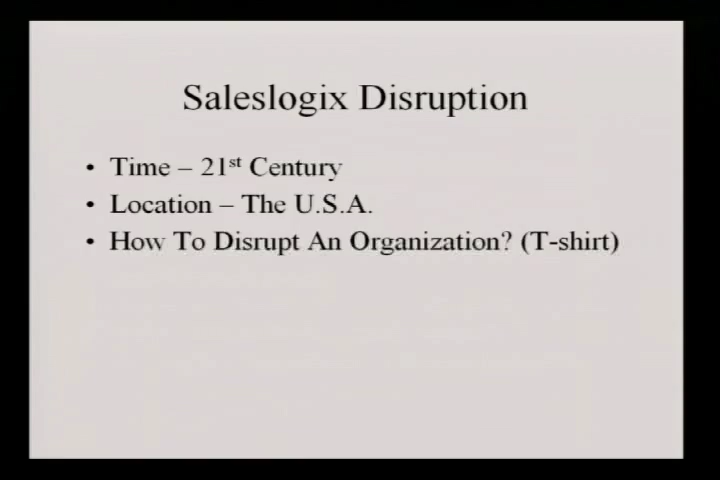 Saleslogix Disruption
• Time – 21st Century
• Location – The U.S.A.
• How To Disrupt An Organization? (T-shirt)